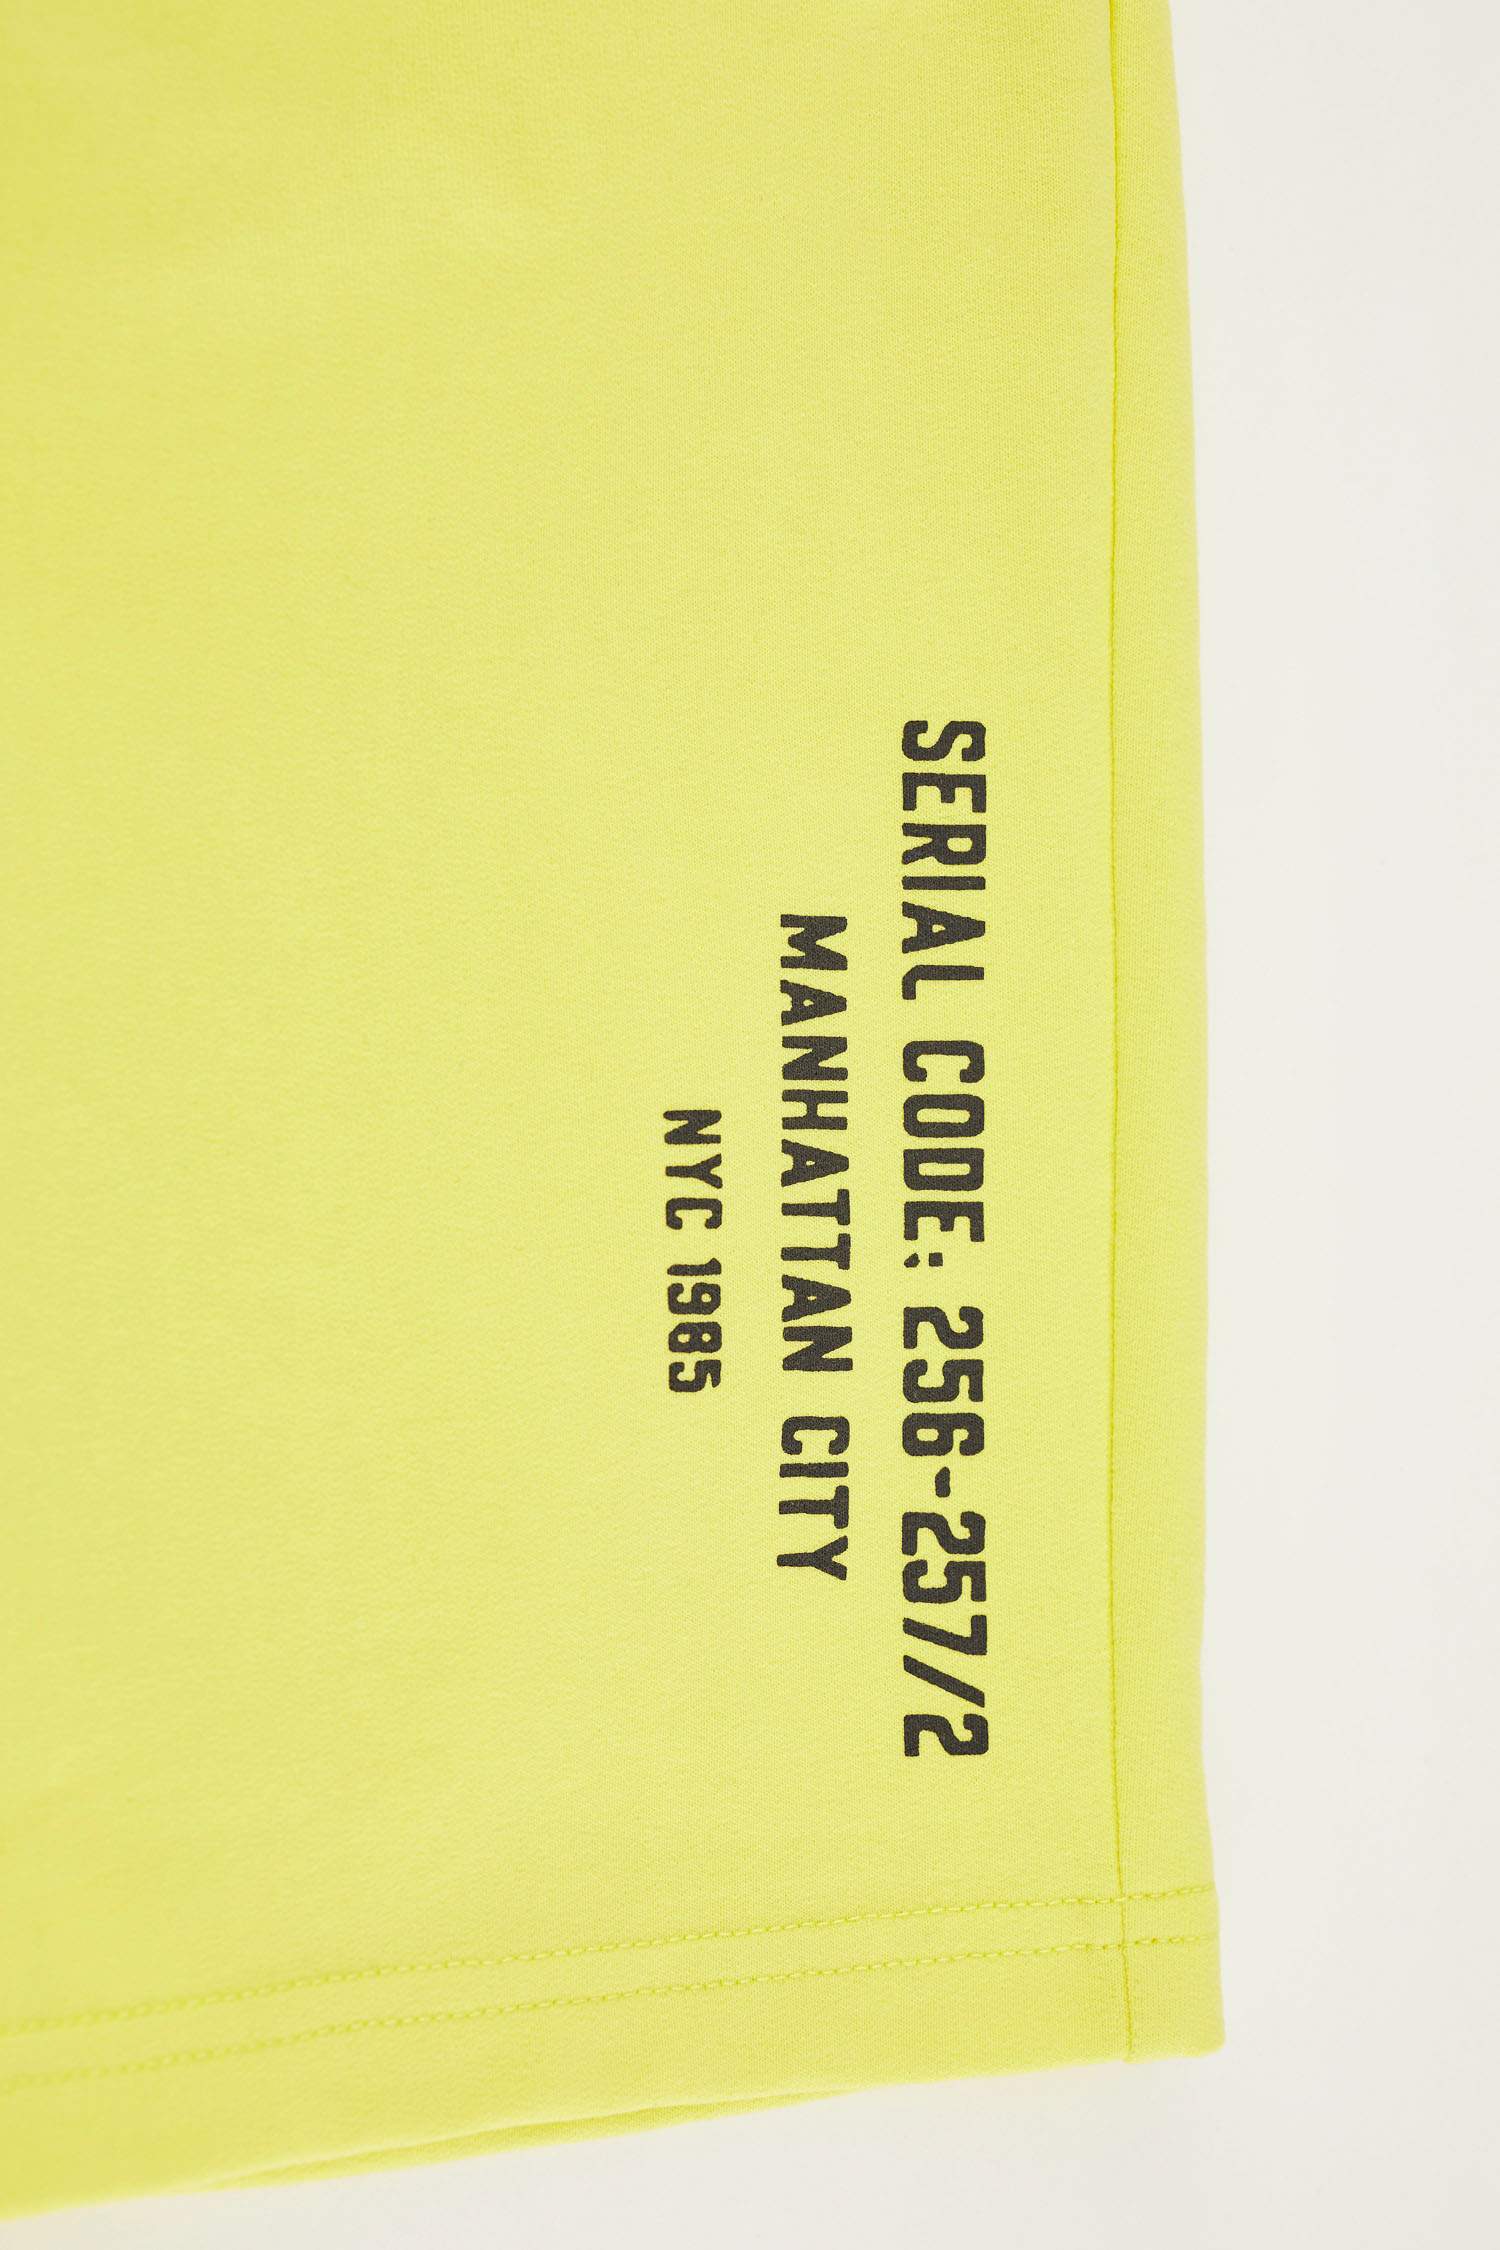 SERIAL CODE: 256-257/2
MANHATTAN CITY
NYC 1985